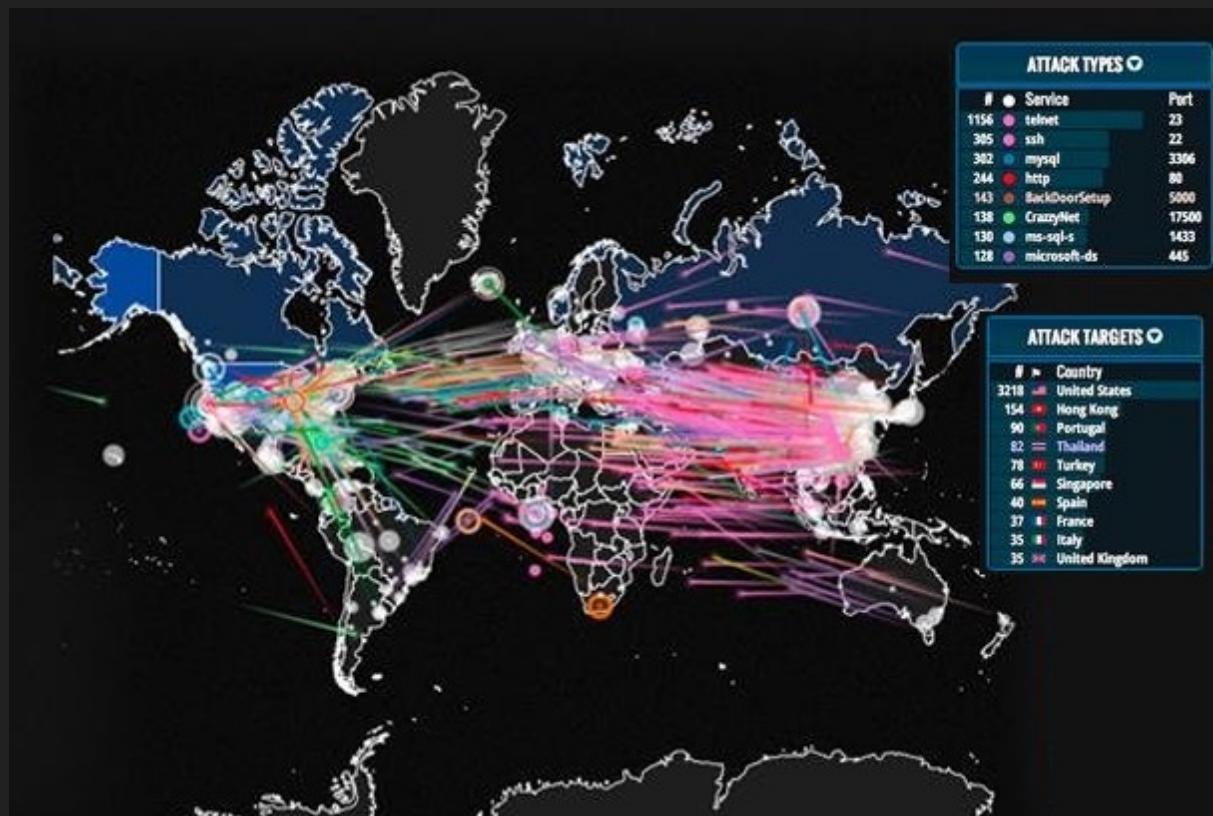 ATTACK TYPES
# Service Port
1156 telnet 23
305 ssh 22
302 mysql 3306
244 http 80
143 BackDoorSetup 5000
138 CrazzyNet 17500
130 ms-sql-s 1433
128 microsoft-ds 445
ATTACK TARGETS
# Country
3218 United States
154 Hong Kong
90 Portugal
82 Thailand
78 Turkey
66 Singapore
40 Spain
37 France
35 Italy
35 United Kingdom